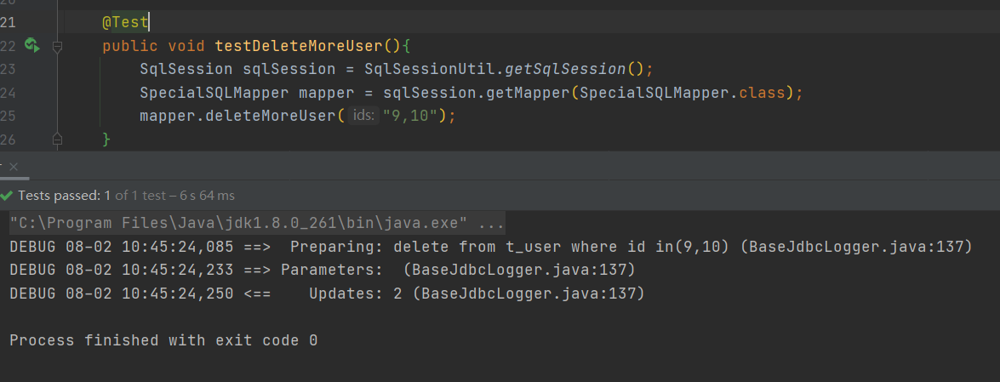 21 @Test
22 public void testDeleteMoreUser(){
23 SqlSession sqlSession = SqlSessionUtil.getSqlSession();
24 SpecialSQLMapper mapper = sqlSession.getMapper(SpecialSQLMapper.class);
25 mapper.deleteMoreUser( ids: "9,10");
26 }
Tests passed: 1 of 1 test – 6 s 64 ms
"C:\Program Files\Java\jdk1.8.0_261\bin\java.exe" ...
DEBUG 08-02 10:45:24,085 ==>  Preparing: delete from t_user where id in(9,10) (BaseJdbcLogger.java:137)
DEBUG 08-02 10:45:24,233 ==> Parameters:  (BaseJdbcLogger.java:137)
DEBUG 08-02 10:45:24,250 <==    Updates: 2 (BaseJdbcLogger.java:137)
Process finished with exit code 0